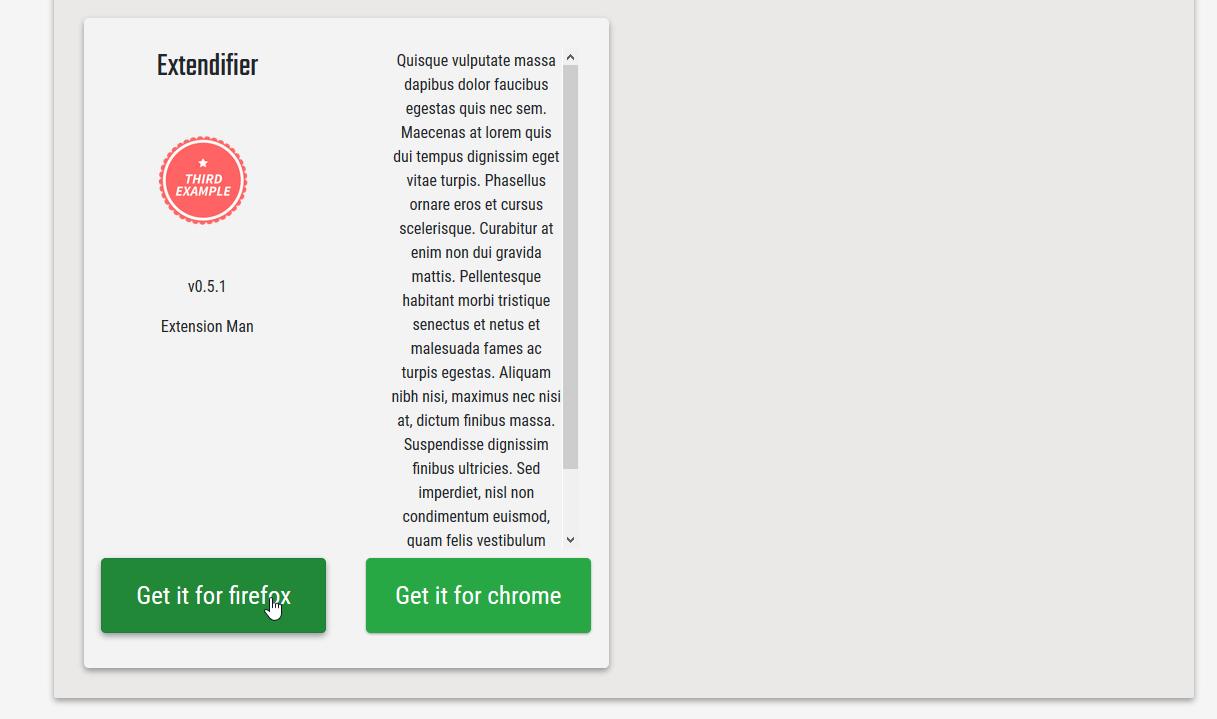 Extendifier
THIRD
EXAMPLE
v0.5.1
Extension Man
Quisque vulputate massa
dapibus dolor faucibus
egestas quis nec sem.
Maecenas at lorem quis
dui tempus dignissim eget
vitae turpis. Phasellus
ornare eros et cursus
scelerisque. Curabitur at
enim non dui gravida
mattis. Pellentesque
habitant morbi tristique
senectus et netus et
malesuada fames ac
turpis egestas. Aliquam
nibh nisi, maximus nec nisi
at, dictum finibus massa.
Suspendisse dignissim
finibus ultricies. Sed
imperdiet, nisl non
condimentum euismod,
quam felis vestibulum
Get it for firefox
Get it for chrome